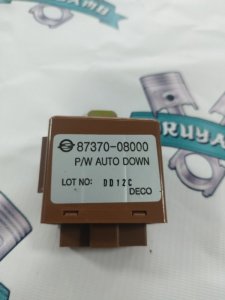 87370-08000
P/W AUTO DOWN
LOT NO: DD12C
DECO